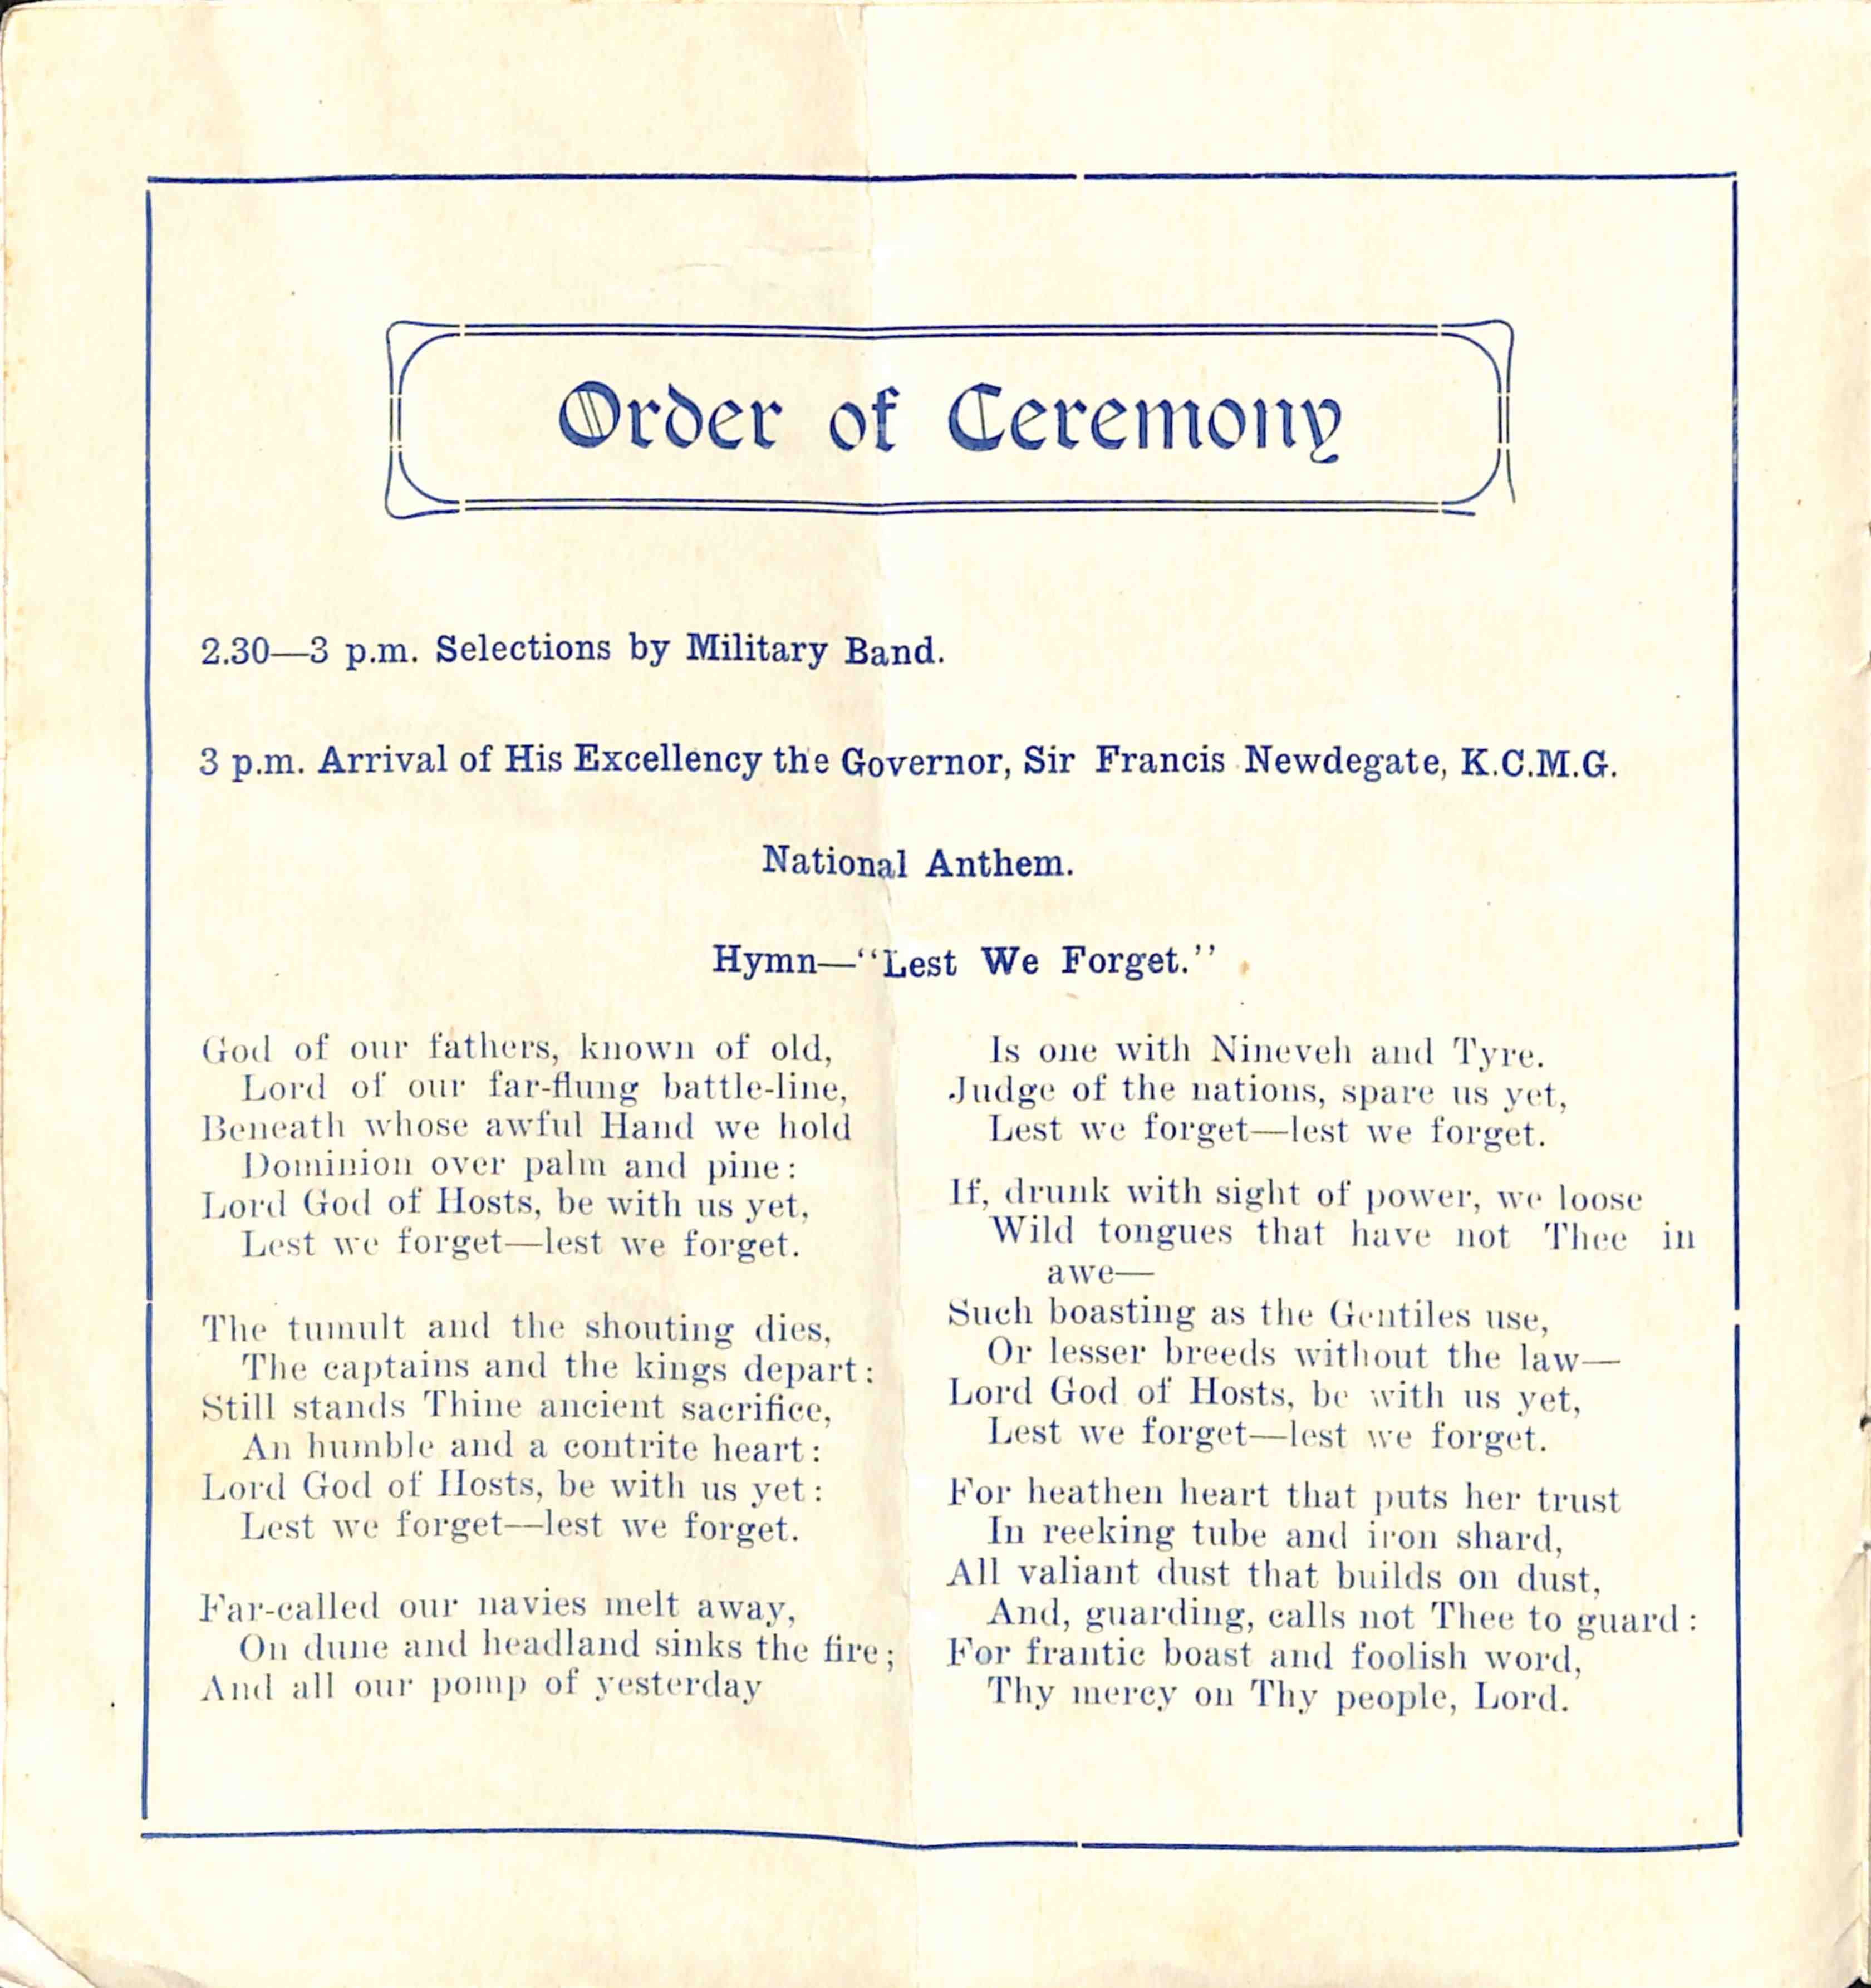 Order of Ceremony
2.30—3 p.m. Selections by Military Band.
3 p.m. Arrival of His Excellency the Governor, Sir Francis Newdegate, K.C.M.G.
National Anthem.
Hymn—"Lest We Forget."
God of our fathers, known of old,
Lord of our far-flung battle-line,
Beneath whose awful Hand we hold
Dominion over palm and pine:
Lord God of Hosts, be with us yet,
Lest we forget—lest we forget.
The tumult and the shouting dies,
The captains and the kings depart:
Still stands Thine ancient sacrifice,
An humble and a contrite heart:
Lord God of Hosts, be with us yet:
Lest we forget—lest we forget.
Far-called our navies melt away,
On dune and headland sinks the fire;
And all our pomp of yesterday
Is one with Nineveh and Tyre.
Judge of the nations, spare us yet,
Lest we forget—lest we forget.
If, drunk with sight of power, we loose
Wild tongues that have not Thee in
awe—
Such boasting as the Gentiles use,
Or lesser breeds without the law—
Lord God of Hosts, be with us yet,
Lest we forget—lest we forget.
For heathen heart that puts her trust
In reeking tube and iron shard,
All valiant dust that builds on dust,
And, guarding, calls not Thee to guard:
For frantic boast and foolish word,
Thy mercy on Thy people, Lord.